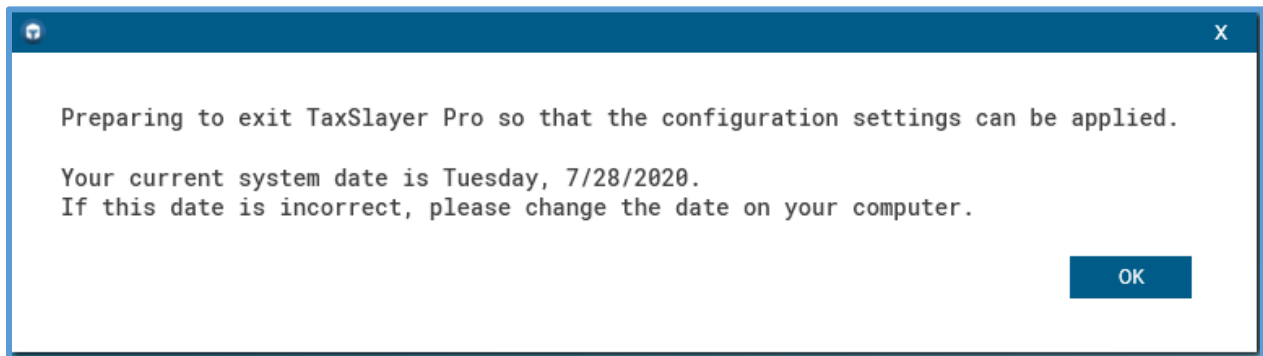 X
Preparing to exit TaxSlayer Pro so that the configuration settings can be applied.
Your current system date is Tuesday, 7/28/2020.
If this date is incorrect, please change the date on your computer.
OK